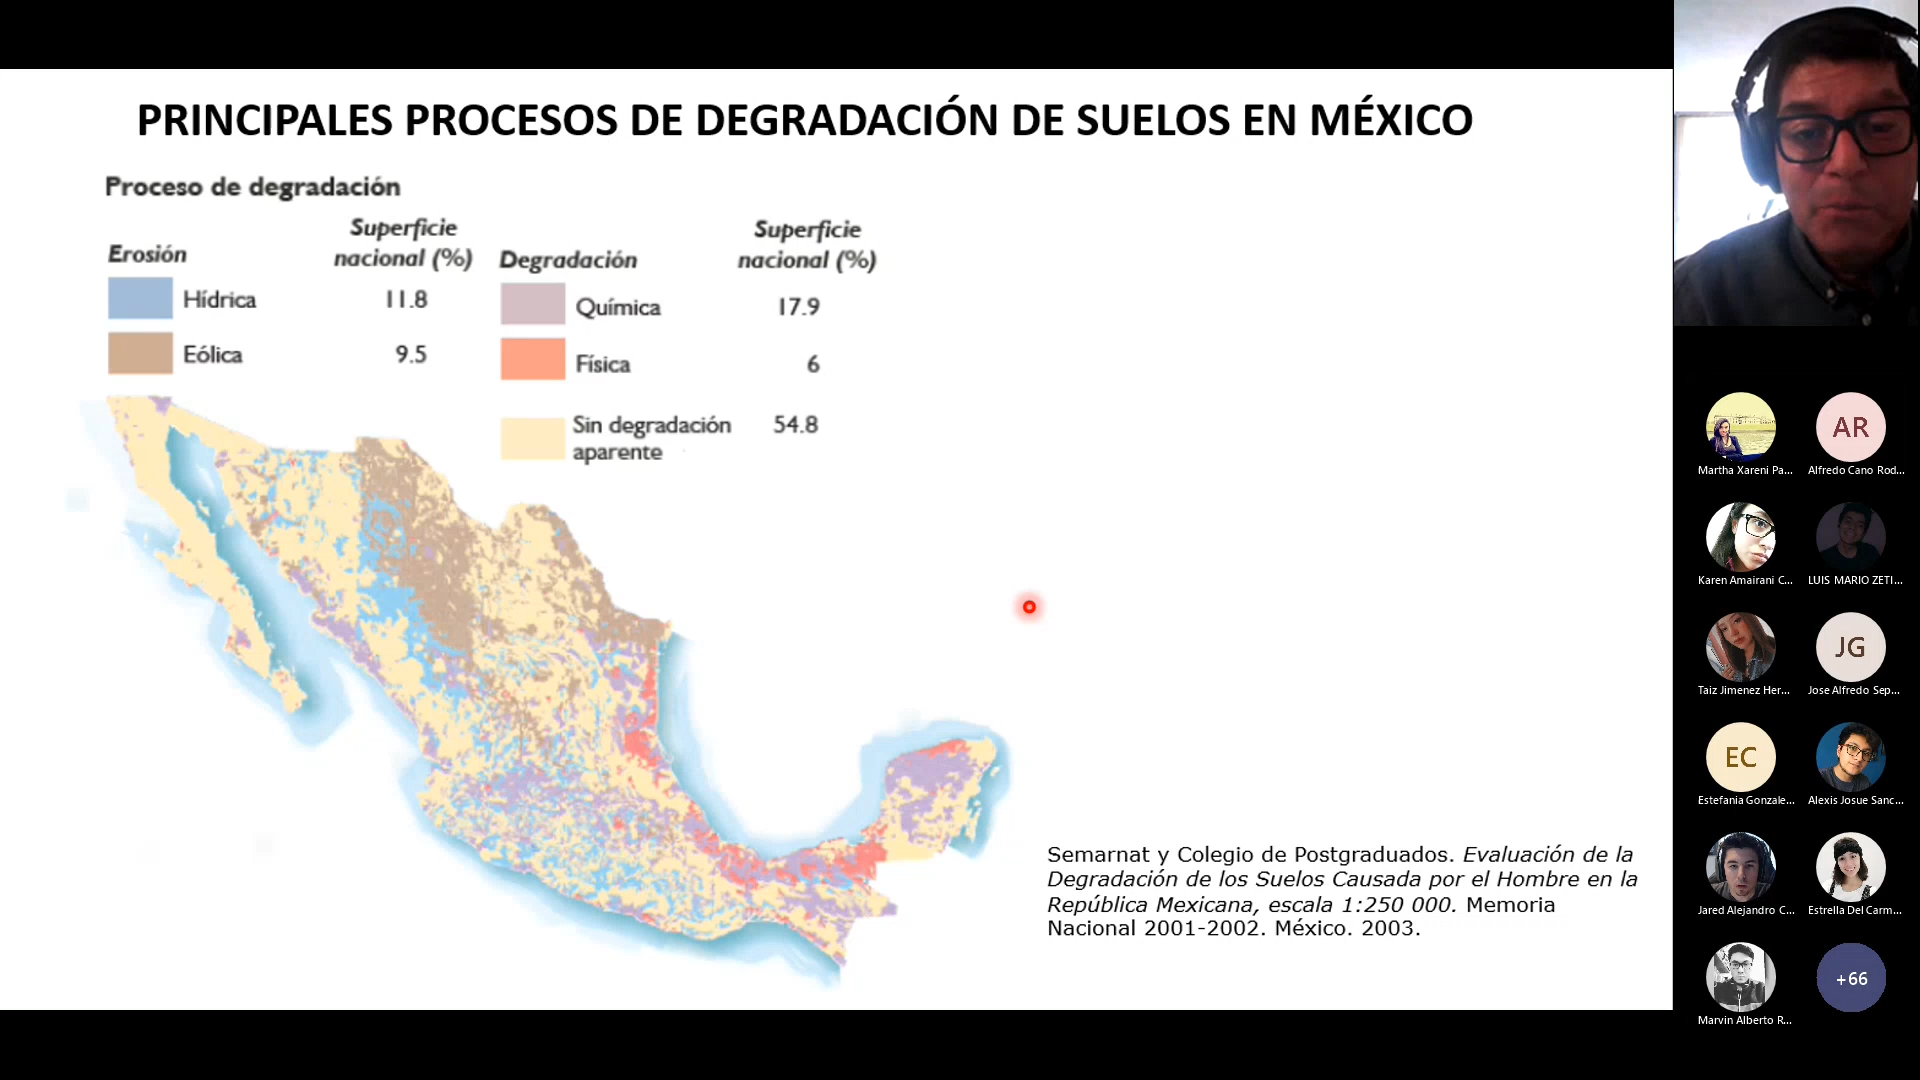 PRINCIPALES PROCESOS DE DEGRADACIÓN DE SUELOS EN MÉXICO
Proceso de degradación
Erosión
Superficie
nacional (%)
Hídrica 11.8
Eólica 9.5
Degradación
Superficie
nacional (%)
Química 17.9
Física 6
Sin degradación
aparente
54.8
Semarnat y Colegio de Postgraduados. Evaluación de la
Degradación de los Suelos Causada por el Hombre en la
República Mexicana, escala 1:250 000. Memoria
Nacional 2001-2002. México. 2003.
AR
Martha Xareni Pa...
Alfredo Cano Rod...
Karen Amairani C...
LUIS MARIO ZETI...
JG
Taiz Jimenez Her...
Jose Alfredo Sep...
EC
Estefania Gonzale...
Alexis Josue Sanc...
Jared Alejandro C...
Estrella Del Carm...
+66
Marvin Alberto R...